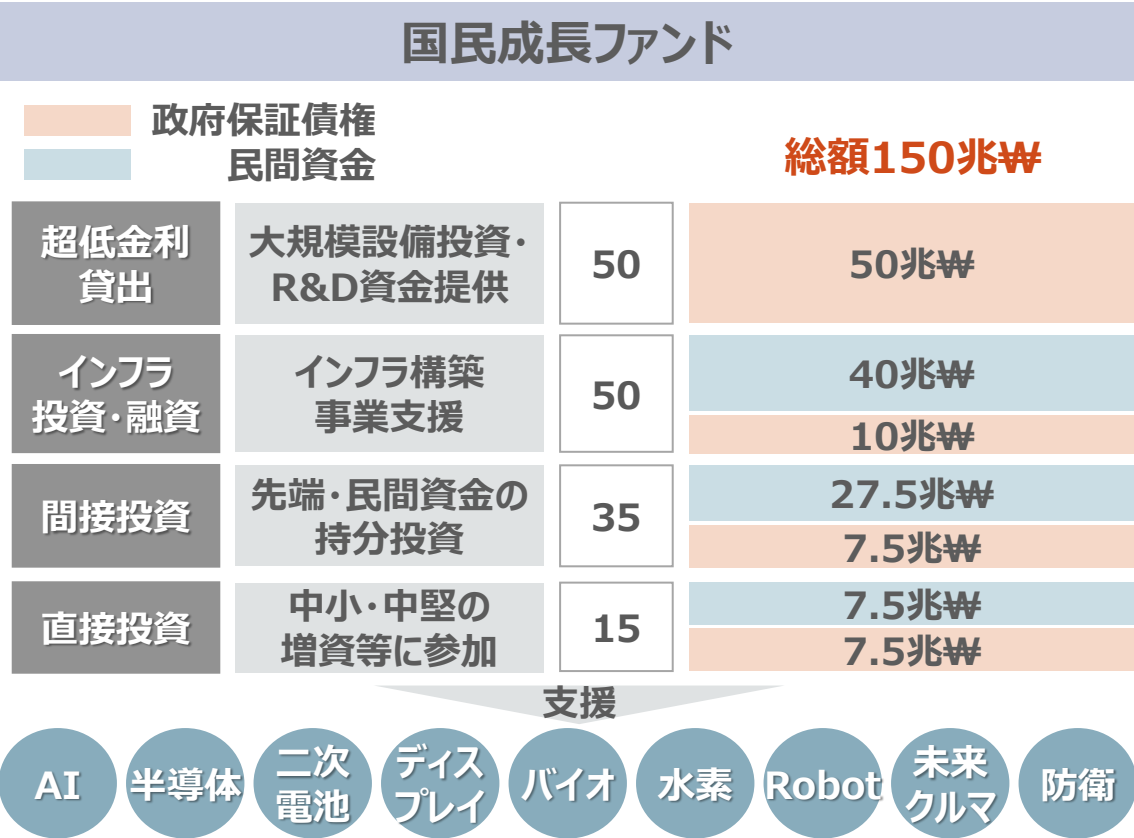 国民成長ファンド
政府保証債権
民間資金
総額150兆₩
超低金利
貸出
大規模設備投資・
R&D資金提供
50
50兆₩
インフラ
投資・融資
インフラ構築
事業支援
50
40兆₩
10兆₩
間接投資
先端・民間資金の
持分投資
35
27.5兆₩
7.5兆₩
直接投資
中小・中堅の
増資等に参加
15
7.5兆₩
7.5兆₩
支援
AI
半導体
二次
電池
ディス
プレイ
バイオ
水素
Robot
未来
クルマ
防衛